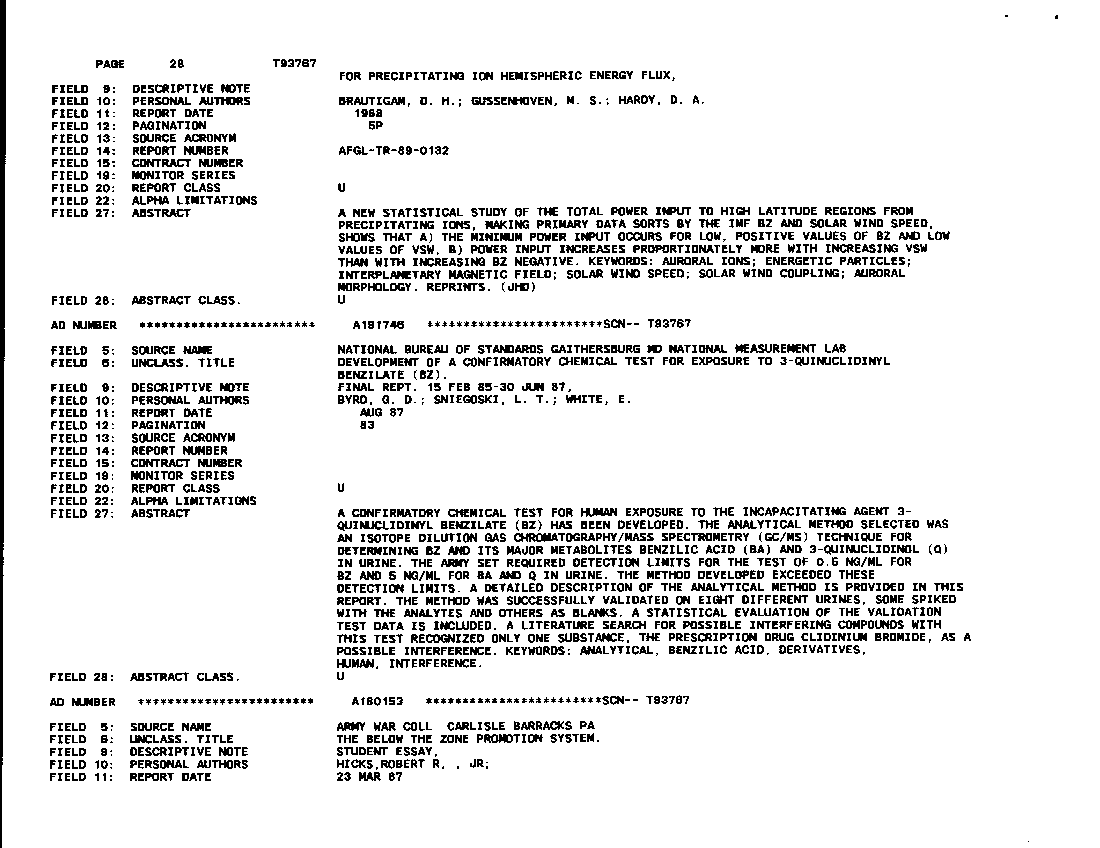 PAGE 28 T93767
FOR PRECIPITATING ION HEMISPHERIC ENERGY FLUX,
FIELD 9: DESCRIPTIVE NOTE
FIELD 10: PERSONAL AUTHORS BRAUTIGAM, D. H.; GUSSENHOVEN, M. S.; HARDY, D. A.
FIELD 11: REPORT DATE 1988
FIELD 12: PAGINATION 5P
FIELD 13: SOURCE ACRONYM
FIELD 14: REPORT NUMBER AFGL-TR-89-0132
FIELD 15: CONTRACT NUMBER
FIELD 19: MONITOR SERIES
FIELD 20: REPORT CLASS U
FIELD 22: ALPHA LIMITATIONS
FIELD 27: ABSTRACT A NEW STATISTICAL STUDY OF THE TOTAL POWER INPUT TO HIGH LATITUDE REGIONS FROM
PRECIPITATING IONS, MAKING PRIMARY DATA SORTS BY THE IMF BZ AND SOLAR WIND SPEED,
SHOWS THAT A) THE MINIMUM POWER INPUT OCCURS FOR LOW, POSITIVE VALUES OF BZ AND LOW
VALUES OF VSW, B) POWER INPUT INCREASES PROPORTIONATELY MORE WITH INCREASING VSW
THAN WITH INCREASING BZ NEGATIVE. KEYWORDS: AURORAL IONS; ENERGETIC PARTICLES;
INTERPLANETARY MAGNETIC FIELD; SOLAR WIND SPEED; SOLAR WIND COUPLING; AURORAL
MORPHOLOGY. REPRINTS. (JHD)
FIELD 28: ABSTRACT CLASS. U
AD NUMBER ************************ A191746 ************************SCN-- T93767
FIELD 5: SOURCE NAME NATIONAL BUREAU OF STANDARDS GAITHERSBURG MD NATIONAL MEASUREMENT LAB
FIELD 6: UNCLASS. TITLE DEVELOPMENT OF A CONFIRMATORY CHEMICAL TEST FOR EXPOSURE TO 3-QUINUCLIDINYL
BENZILATE (BZ).
FIELD 9: DESCRIPTIVE NOTE FINAL REPT. 15 FEB 85-30 JUN 87,
FIELD 10: PERSONAL AUTHORS BYRD, G. D.; SNIEGOSKI, L. T.; WHITE, E.
FIELD 11: REPORT DATE AUG 87
FIELD 12: PAGINATION 83
FIELD 13: SOURCE ACRONYM
FIELD 14: REPORT NUMBER
FIELD 15: CONTRACT NUMBER
FIELD 19: MONITOR SERIES
FIELD 20: REPORT CLASS U
FIELD 22: ALPHA LIMITATIONS
FIELD 27: ABSTRACT A CONFIRMATORY CHEMICAL TEST FOR HUMAN EXPOSURE TO THE INCAPACITATING AGENT 3-
QUINUCLIDINYL BENZILATE (BZ) HAS BEEN DEVELOPED. THE ANALYTICAL METHOD SELECTED WAS
AN ISOTOPE DILUTION GAS CHROMATOGRAPHY/MASS SPECTROMETRY (GC/MS) TECHNIQUE FOR
DETERMINING BZ AND ITS MAJOR METABOLITES BENZILIC ACID (BA) AND 3-QUINUCLIDINOL (Q)
IN URINE. THE ARMY SET REQUIRED DETECTION LIMITS FOR THE TEST OF 0.5 NG/ML FOR
BZ AND 5 NG/ML FOR BA AND Q IN URINE. THE METHOD DEVELOPED EXCEEDED THESE
DETECTION LIMITS. A DETAILED DESCRIPTION OF THE ANALYTICAL METHOD IS PROVIDED IN THIS
REPORT. THE METHOD WAS SUCCESSFULLY VALIDATED ON EIGHT DIFFERENT URINES, SOME SPIKED
WITH THE ANALYTES AND OTHERS AS BLANKS. A STATISTICAL EVALUATION OF THE VALIDATION
TEST DATA IS INCLUDED. A LITERATURE SEARCH FOR POSSIBLE INTERFERING COMPOUNDS WITH
THIS TEST RECOGNIZED ONLY ONE SUBSTANCE, THE PRESCRIPTION DRUG CLIDINIUM BROMIDE, AS A
POSSIBLE INTERFERENCE. KEYWORDS: ANALYTICAL, BENZILIC ACID, DERIVATIVES,
HUMAN, INTERFERENCE.
FIELD 28: ABSTRACT CLASS. U
AD NUMBER ************************ A180153 ************************SCN-- T93767
FIELD 5: SOURCE NAME ARMY WAR COLL CARLISLE BARRACKS PA
FIELD 6: UNCLASS. TITLE THE BELOW THE ZONE PROMOTION SYSTEM.
FIELD 9: DESCRIPTIVE NOTE STUDENT ESSAY,
FIELD 10: PERSONAL AUTHORS HICKS,ROBERT R. , JR;
FIELD 11: REPORT DATE 23 MAR 87